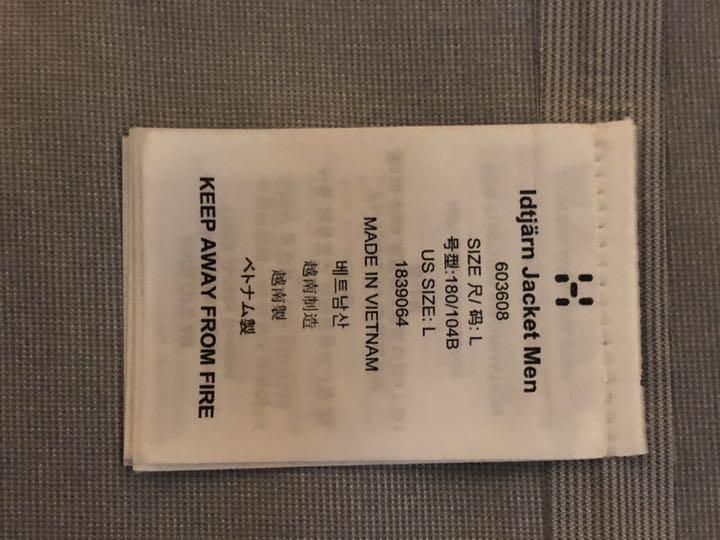 Idtjärn Jacket Men
603608
SIZE 尺/ 码: L
号型:180/104B
US SIZE: L
1839064
MADE IN VIETNAM
베트남산
越南制造
越南製
ベトナム製
KEEP AWAY FROM FIRE